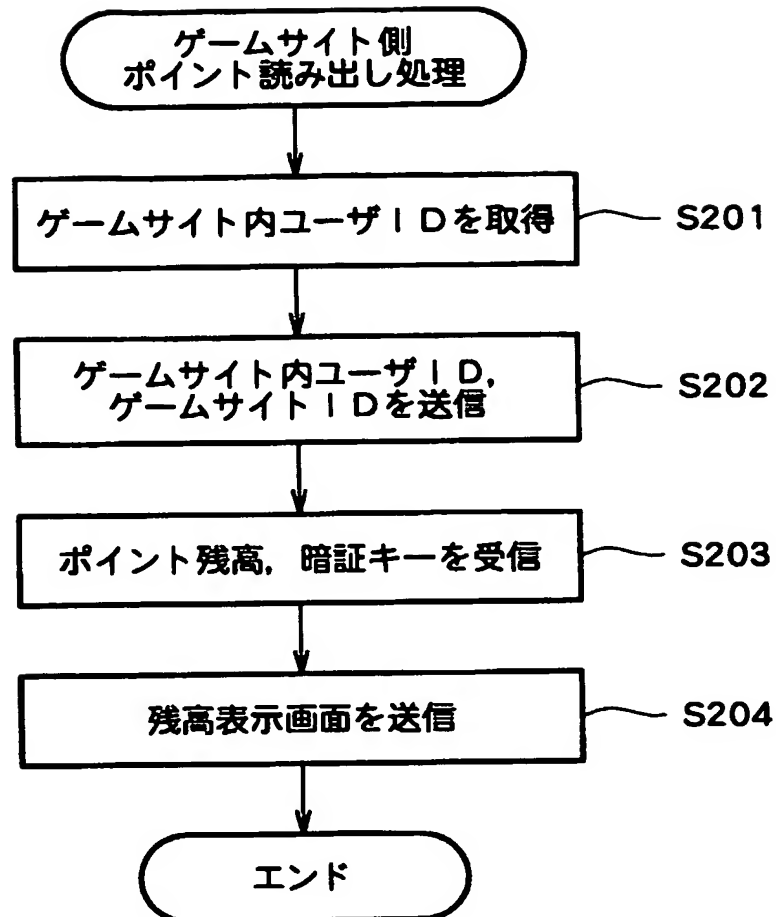 ゲームサイト側
ポイント読み出し処理
ゲームサイト内ユーザＩＤを取得
S201
ゲームサイト内ユーザＩＤ，
ゲームサイトＩＤを送信
S202
ポイント残高，暗証キーを受信
S203
残高表示画面を送信
S204
エンド